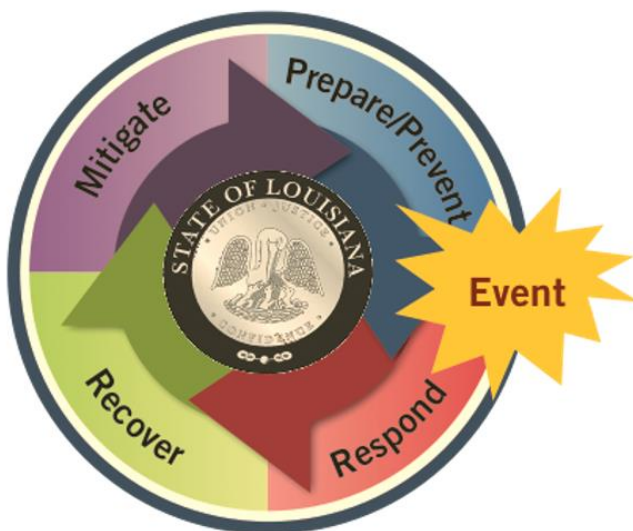 Mitigate
Prepare/Prevent
Event
Respond
Recover
STATE OF LOUISIANA
UNION • JUSTICE
CONFIDENCE